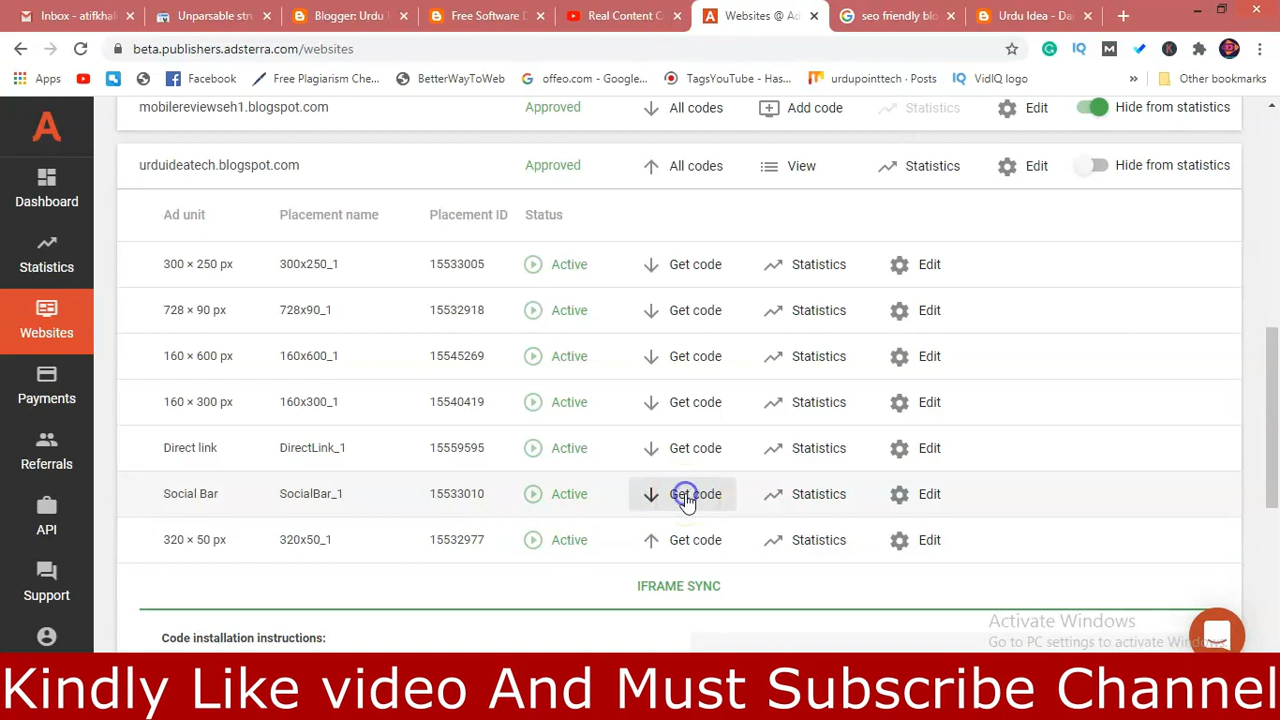 Inbox - atifkhal
Unparsable str
Blogger: Urdu I
Free Software D
Real Content C
Websites @ Ad
seo friendly blo
Urdu Idea - Dai
beta.publishers.adsterra.com/websites
Apps
Facebook
Free Plagiarism Che...
BetterWayToWeb
offeo.com - Google...
TagsYouTube - Has...
urdupointtech • Posts
VidIQ logo
»
Other bookmarks
mobilereviewseh1.blogspot.com Approved All codes Add code Statistics Edit Hide from statistics
urduideatech.blogspot.com Approved All codes View Statistics Edit Hide from statistics
Dashboard
Statistics
Websites
Payments
Referrals
API
Support
Ad unit Placement name Placement ID Status
300 × 250 px 300x250_1 15533005 Active Get code Statistics Edit
728 × 90 px 728x90_1 15532918 Active Get code Statistics Edit
160 × 600 px 160x600_1 15545269 Active Get code Statistics Edit
160 × 300 px 160x300_1 15540419 Active Get code Statistics Edit
Direct link DirectLink_1 15559595 Active Get code Statistics Edit
Social Bar SocialBar_1 15533010 Active Get code Statistics Edit
320 × 50 px 320x50_1 15532977 Active Get code Statistics Edit
IFRAME SYNC
Code installation instructions:
Activate Windows
Go to PC settings to activate Windows.
Kindly Like video And Must Subscribe Channel